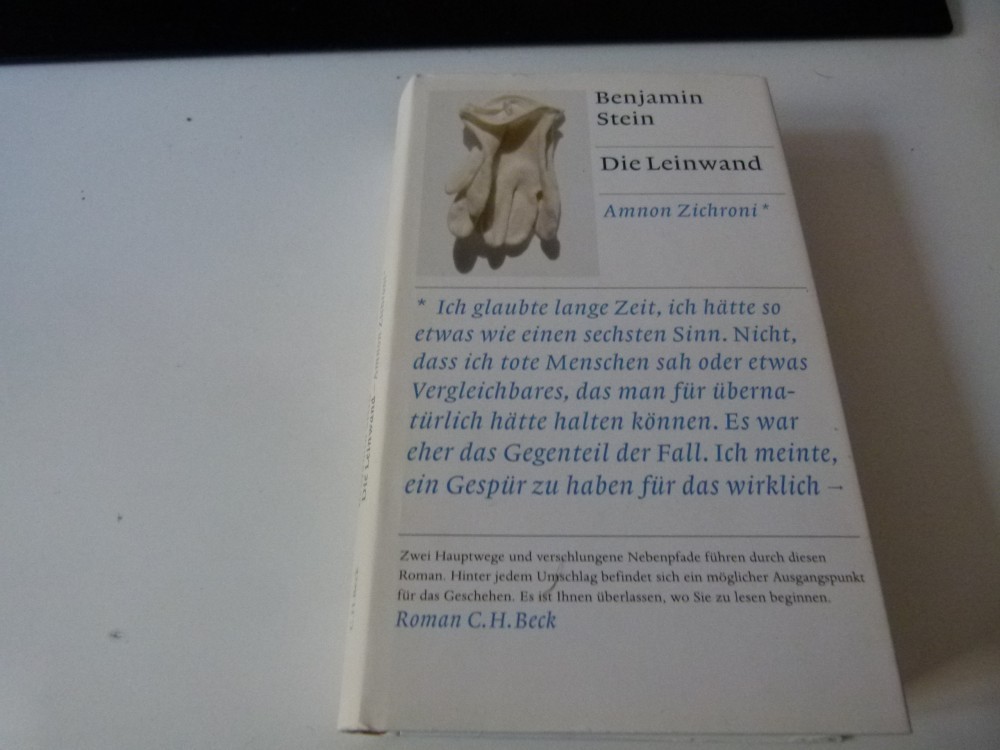 Benjamin
Stein
Die Leinwand
Amnon Zichroni *
* Ich glaubte lange Zeit, ich hätte so
etwas wie einen sechsten Sinn. Nicht,
dass ich tote Menschen sah oder etwas
Vergleichbares, das man für überna-
türlich hätte halten können. Es war
eher das Gegenteil der Fall. Ich meinte,
ein Gespür zu haben für das wirklich →
Zwei Hauptwege und verschlungene Nebenpfade führen durch diesen
Roman. Hinter jedem Umschlag befindet sich ein möglicher Ausgangspunkt
für das Geschehen. Es ist Ihnen überlassen, wo Sie zu lesen beginnen.
Roman C.H.Beck
Die Leinwand